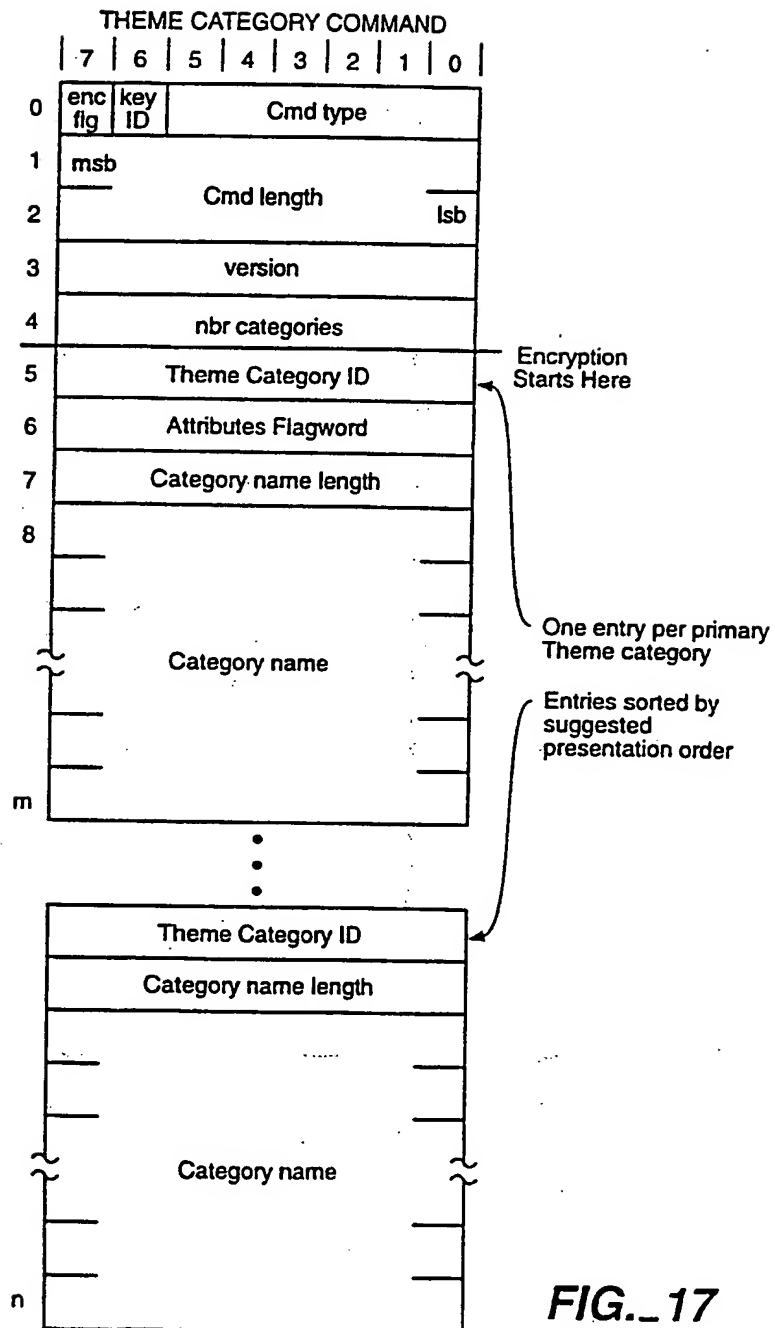 THEME CATEGORY COMMAND
7 6 5 4 3 2 1 0
0 enc flg key ID Cmd type
1 msb
Cmd length
2 lsb
3 version
4 nbr categories
Encryption
Starts Here
5 Theme Category ID
6 Attributes Flagword
7 Category name length
8
One entry per primary
Theme category
Category name
Entries sorted by
suggested
presentation order
m
Theme Category ID
Category name length
Category name
n
FIG._17